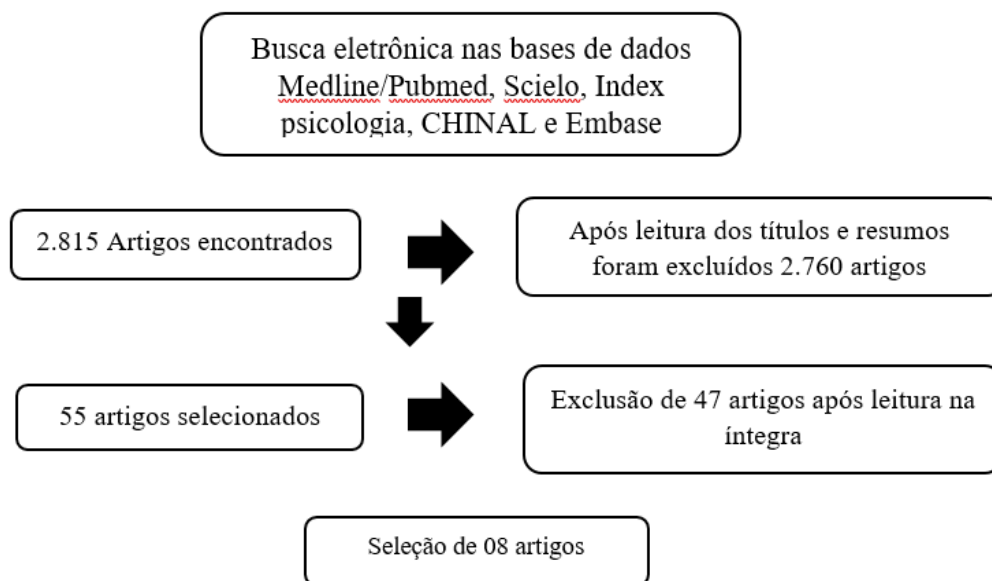 Busca eletrônica nas bases de dados
Medline/Pubmed, Scielo, Index
psicologia, CHINAL e Embase
2.815 Artigos encontrados
Após leitura dos títulos e resumos
foram excluídos 2.760 artigos
55 artigos selecionados
Exclusão de 47 artigos após leitura na
íntegra
Seleção de 08 artigos